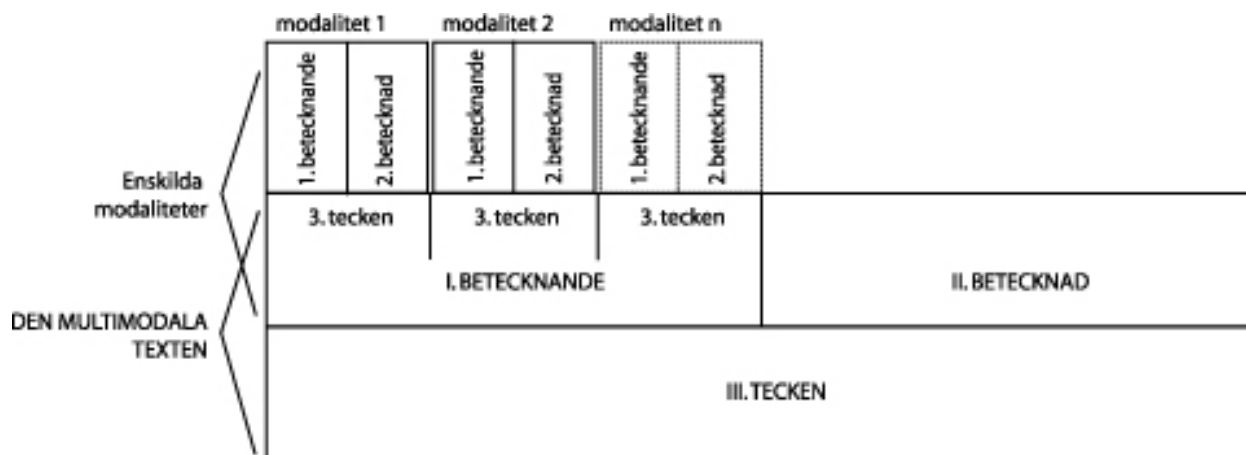 modalitet 1 modalitet 2 modalitet n
1. betecknande 2. betecknad 1. betecknande 2. betecknad 1. betecknande 2. betecknad
Enskilda
modaliteter
3. tecken 3. tecken 3. tecken
I. BETECKNANDE II. BETECKNAD
DEN MULTIMODALA
TEXTEN
III. TECKEN